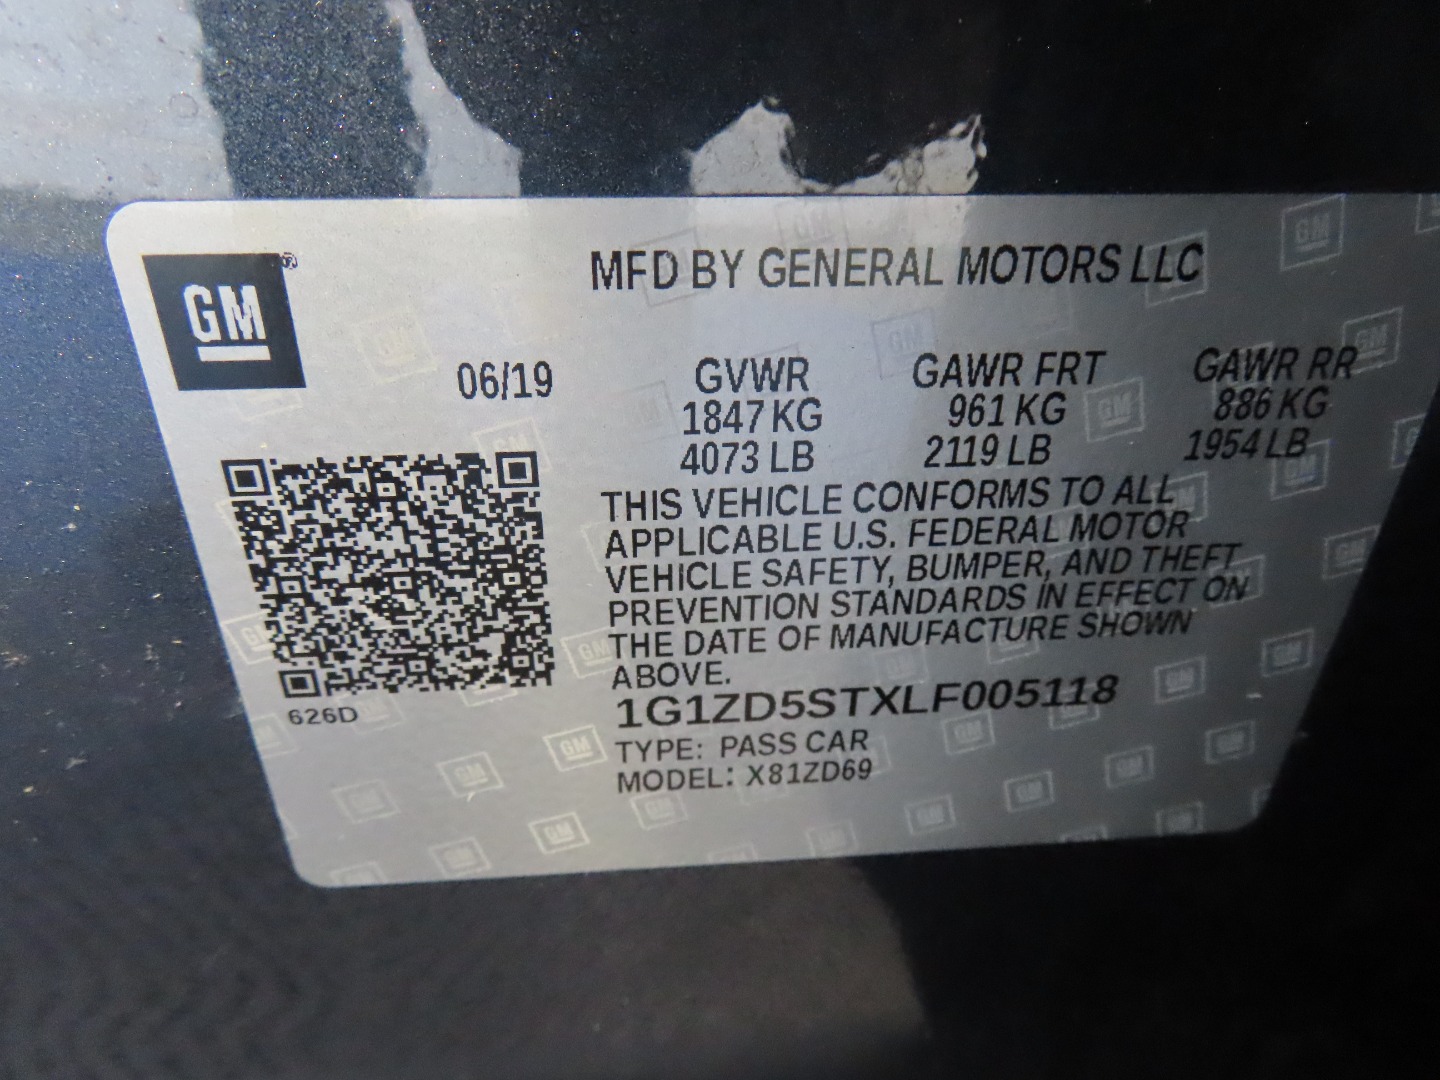 GM ®
MFD BY GENERAL MOTORS LLC
06/19
GVWR GAWR FRT GAWR RR
1847 KG 961 KG 886 KG
4073 LB 2119 LB 1954 LB
THIS VEHICLE CONFORMS TO ALL
APPLICABLE U.S. FEDERAL MOTOR
VEHICLE SAFETY, BUMPER, AND THEFT
PREVENTION STANDARDS IN EFFECT ON
THE DATE OF MANUFACTURE SHOWN
ABOVE.
626D
1G1ZD5STXLF005118
TYPE: PASS CAR
MODEL: X81ZD69